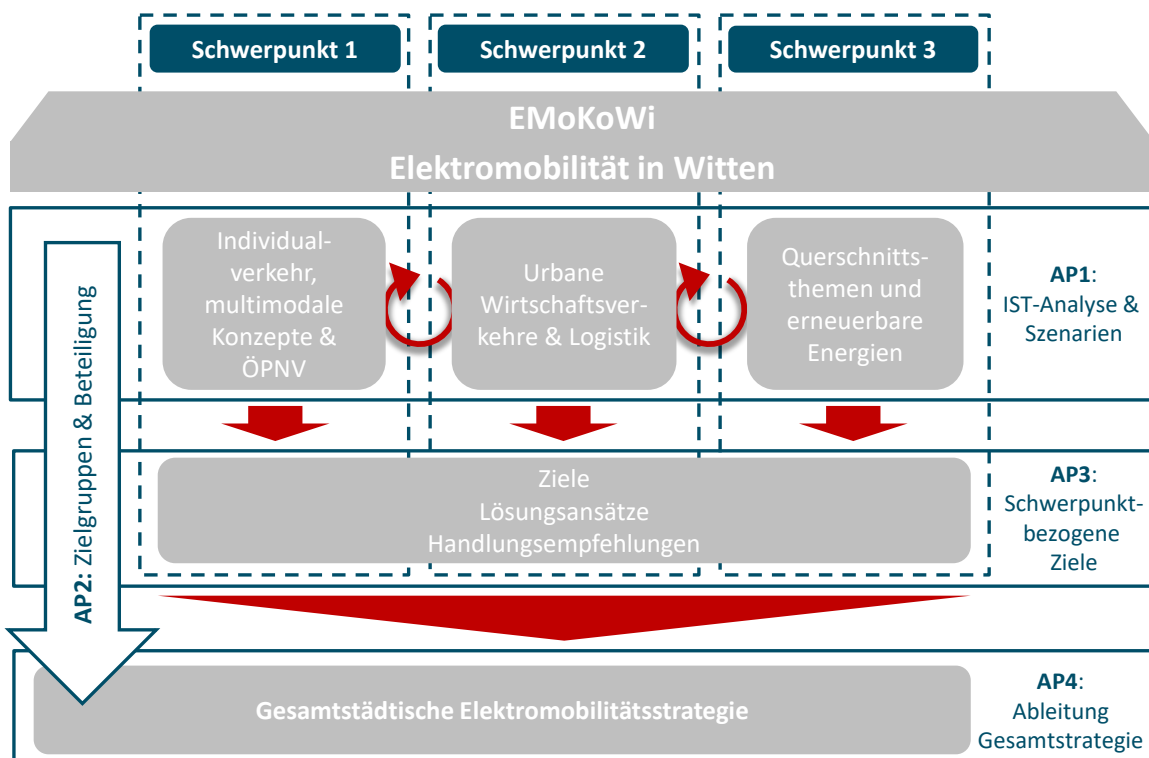 Schwerpunkt 1
Schwerpunkt 2
Schwerpunkt 3
EMoKoWi
Elektromobilität in Witten
Individual-
verkehr,
multimodale
Konzepte &
ÖPNV
Urbane
Wirtschaftsver-
kehre & Logistik
Querschnitts-
themen und
erneuerbare
Energien
AP1:
IST-Analyse &
Szenarien
AP2: Zielgruppen & Beteiligung
Ziele
Lösungsansätze
Handlungsempfehlungen
AP3:
Schwerpunkt-
bezogene
Ziele
Gesamtstädtische Elektromobilitätsstrategie
AP4:
Ableitung
Gesamtstrategie